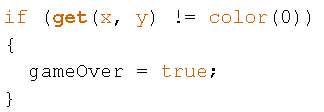 if (get(x, y) != color(0))
{
  gameOver = true;
}